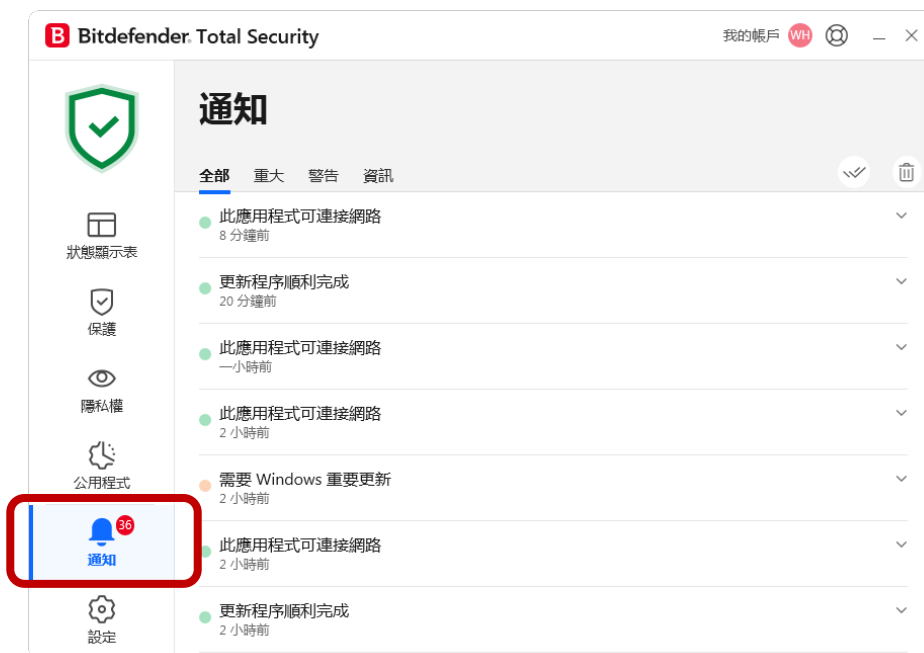 B Bitdefender Total Security
我的帳戶 WH
通知
全部 重大 警告 資訊
狀態顯示表
保護
隱私權
公用程式
36
通知
設定
此應用程式可連接網路
8 分鐘前
更新程序順利完成
20 分鐘前
此應用程式可連接網路
一小時前
此應用程式可連接網路
2 小時前
需要 Windows 重要更新
2 小時前
此應用程式可連接網路
2 小時前
更新程序順利完成
2 小時前